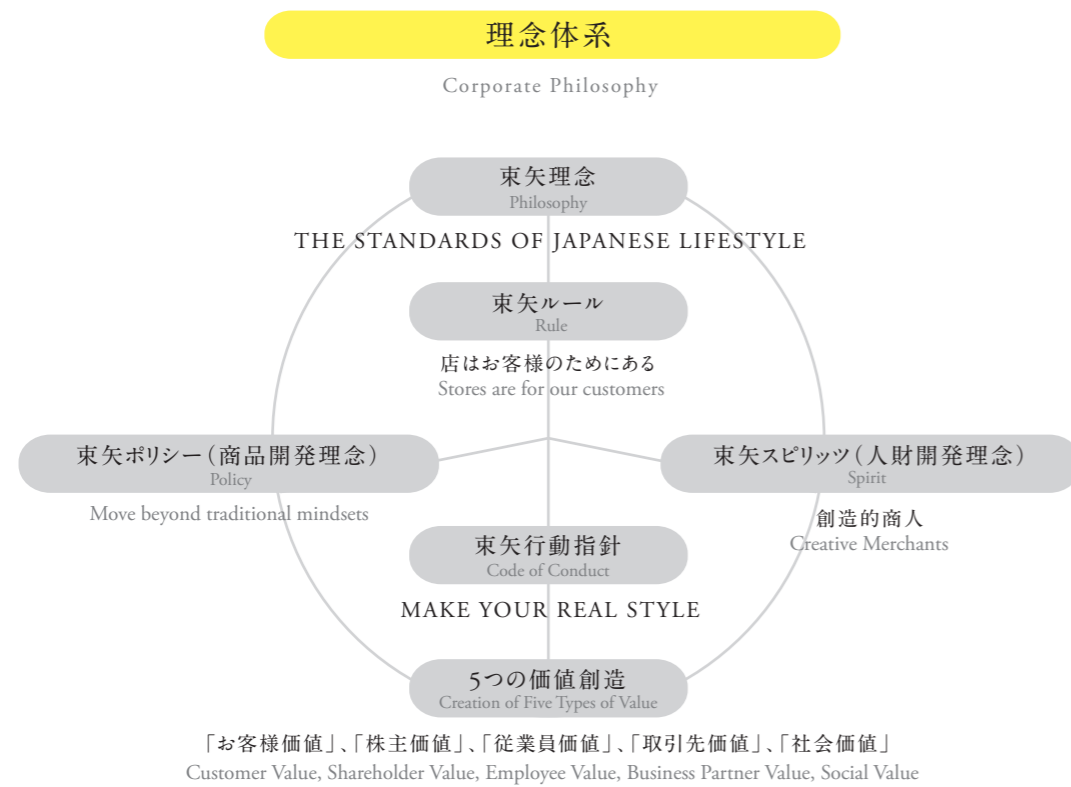 理念体系
Corporate Philosophy
束矢理念
Philosophy
THE STANDARDS OF JAPANESE LIFESTYLE
束矢ルール
Rule
店はお客様のためにある
Stores are for our customers
束矢ポリシー（商品開発理念）
Policy
Move beyond traditional mindsets
束矢スピリッツ（人財開発理念）
Spirit
創造的商人
Creative Merchants
束矢行動指針
Code of Conduct
MAKE YOUR REAL STYLE
5つの価値創造
Creation of Five Types of Value
「お客様価値」、「株主価値」、「従業員価値」、「取引先価値」、「社会価値」
Customer Value, Shareholder Value, Employee Value, Business Partner Value, Social Value